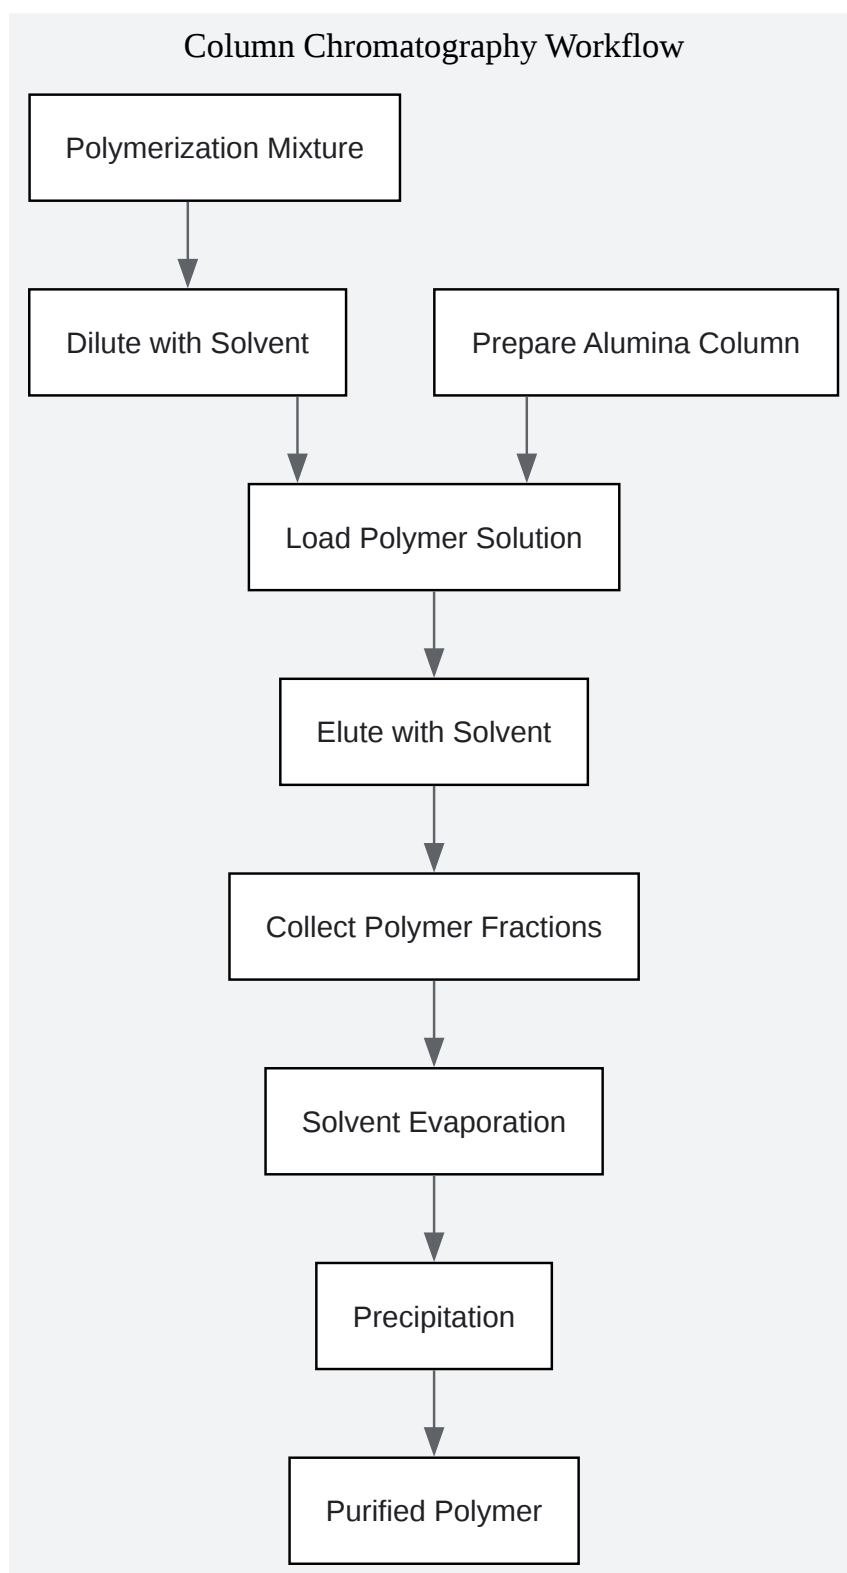 Column Chromatography Workflow
Polymerization Mixture
Dilute with Solvent
Prepare Alumina Column
Load Polymer Solution
Elute with Solvent
Collect Polymer Fractions
Solvent Evaporation
Precipitation
Purified Polymer